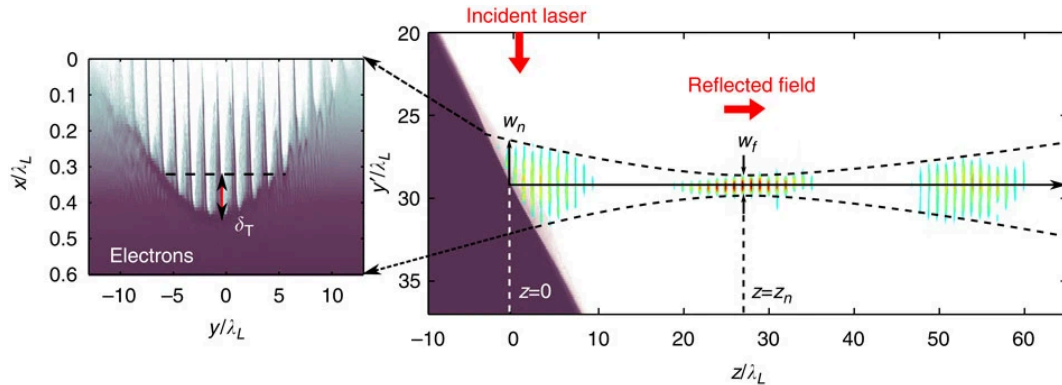 0
0.1
0.2
0.3
0.4
0.5
0.6
x/λL
Electrons
δT
−10
−5
0
5
10
y/λL
Incident laser
Reflected field
20
25
30
35
y'/λL
wn
wf
z=0
z=zn
−10
0
10
20
30
40
50
60
z/λL